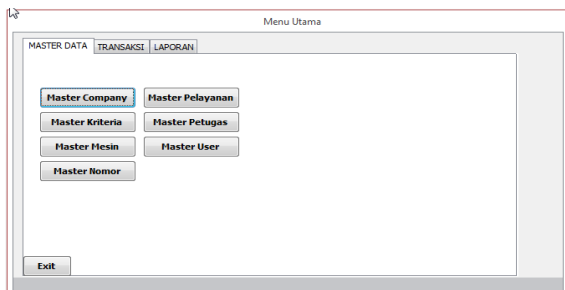 Menu Utama
MASTER DATA TRANSAKSI LAPORAN
Master Company Master Pelayanan
Master Kriteria Master Petugas
Master Mesin Master User
Master Nomor
Exit